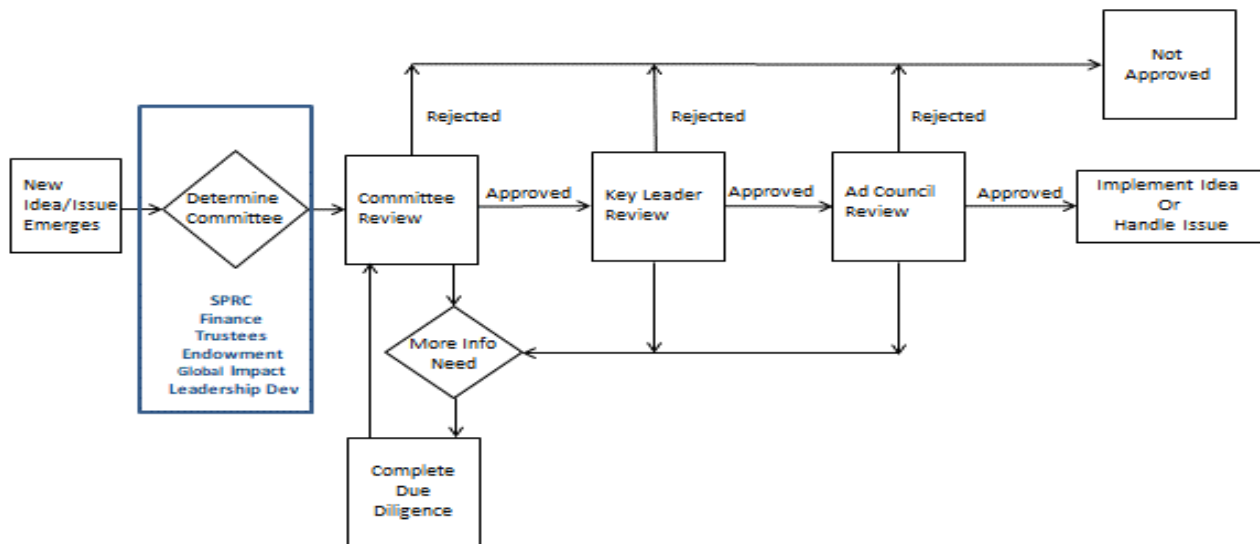 Not
Approved
Rejected
Rejected
Rejected
New
Idea/Issue
Emerges
Determine
Committee
SPRC
Finance
Trustees
Endowment
Global Impact
Leadership Dev
Committee
Review
Approved
Key Leader
Review
Approved
Ad Council
Review
Approved
Implement Idea
Or
Handle Issue
More Info
Need
Complete
Due
Diligence